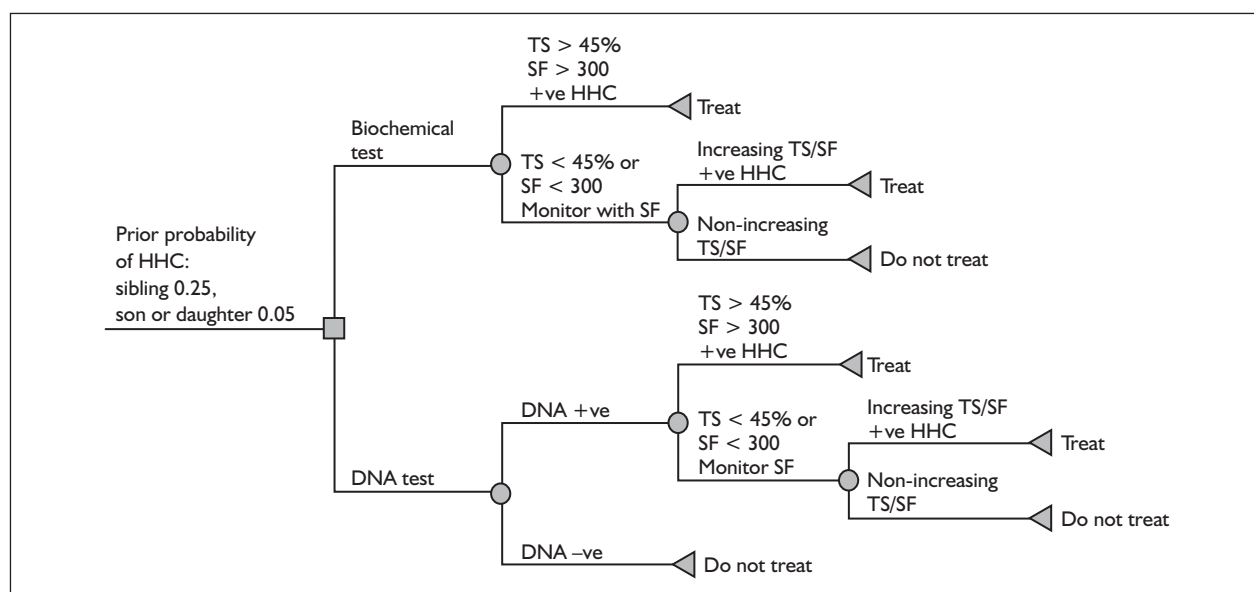 TS > 45%
SF > 300
+ve HHC
Treat
Biochemical
test
TS < 45% or
SF < 300
Monitor with SF
Increasing TS/SF
+ve HHC
Treat
Non-increasing
TS/SF
Do not treat
Prior probability
of HHC:
sibling 0.25,
son or daughter 0.05
TS > 45%
SF > 300
+ve HHC
Treat
DNA +ve
TS < 45% or
SF < 300
Monitor SF
Increasing TS/SF
+ve HHC
Treat
Non-increasing
TS/SF
Do not treat
DNA test
DNA –ve
Do not treat